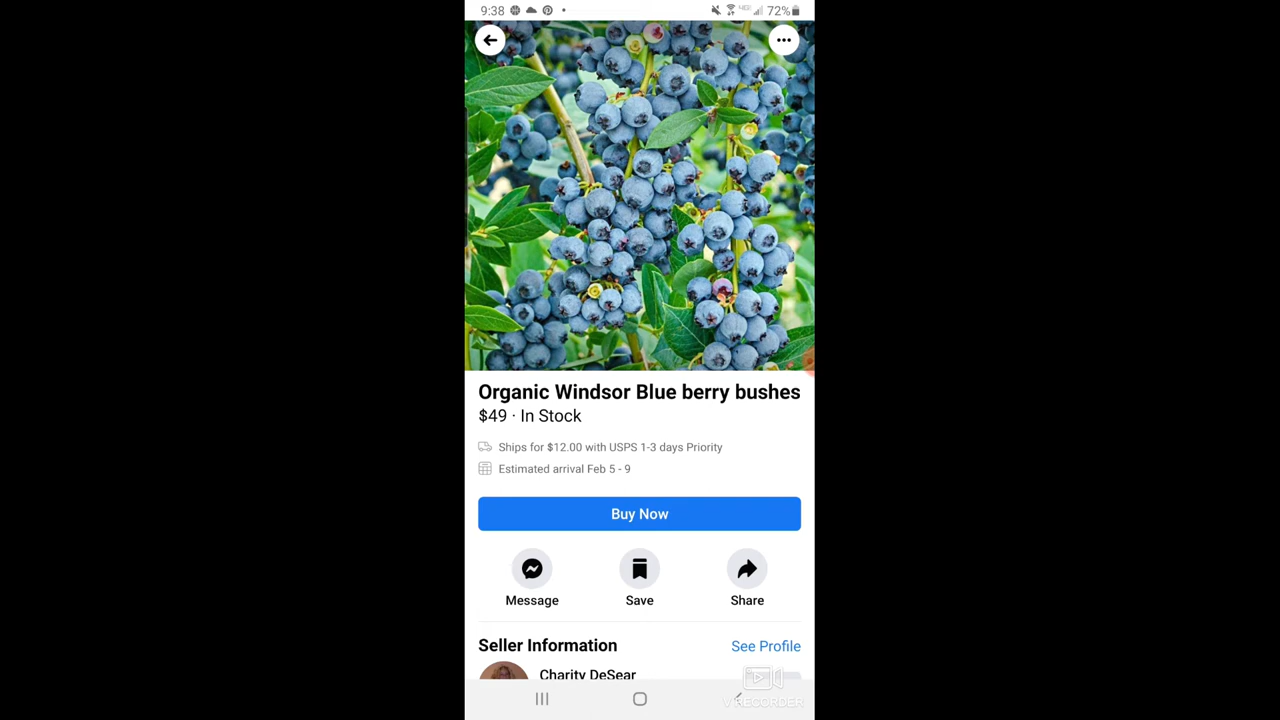 9:38 72%
Organic Windsor Blue berry bushes
$49 · In Stock
Ships for $12.00 with USPS 1-3 days Priority
Estimated arrival Feb 5 - 9
Buy Now
Message Save Share
Seller Information See Profile
Charity DeSear
V RECORDER